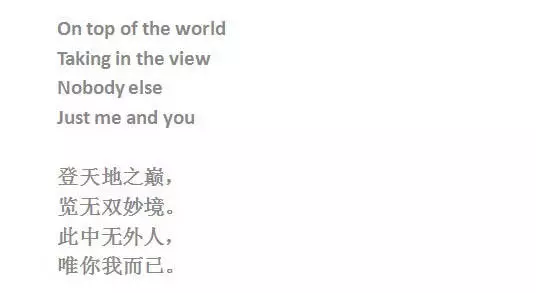 On top of the world
Taking in the view
Nobody else
Just me and you
登天地之巅，
览无双妙境。
此中无外人，
唯你我而已。